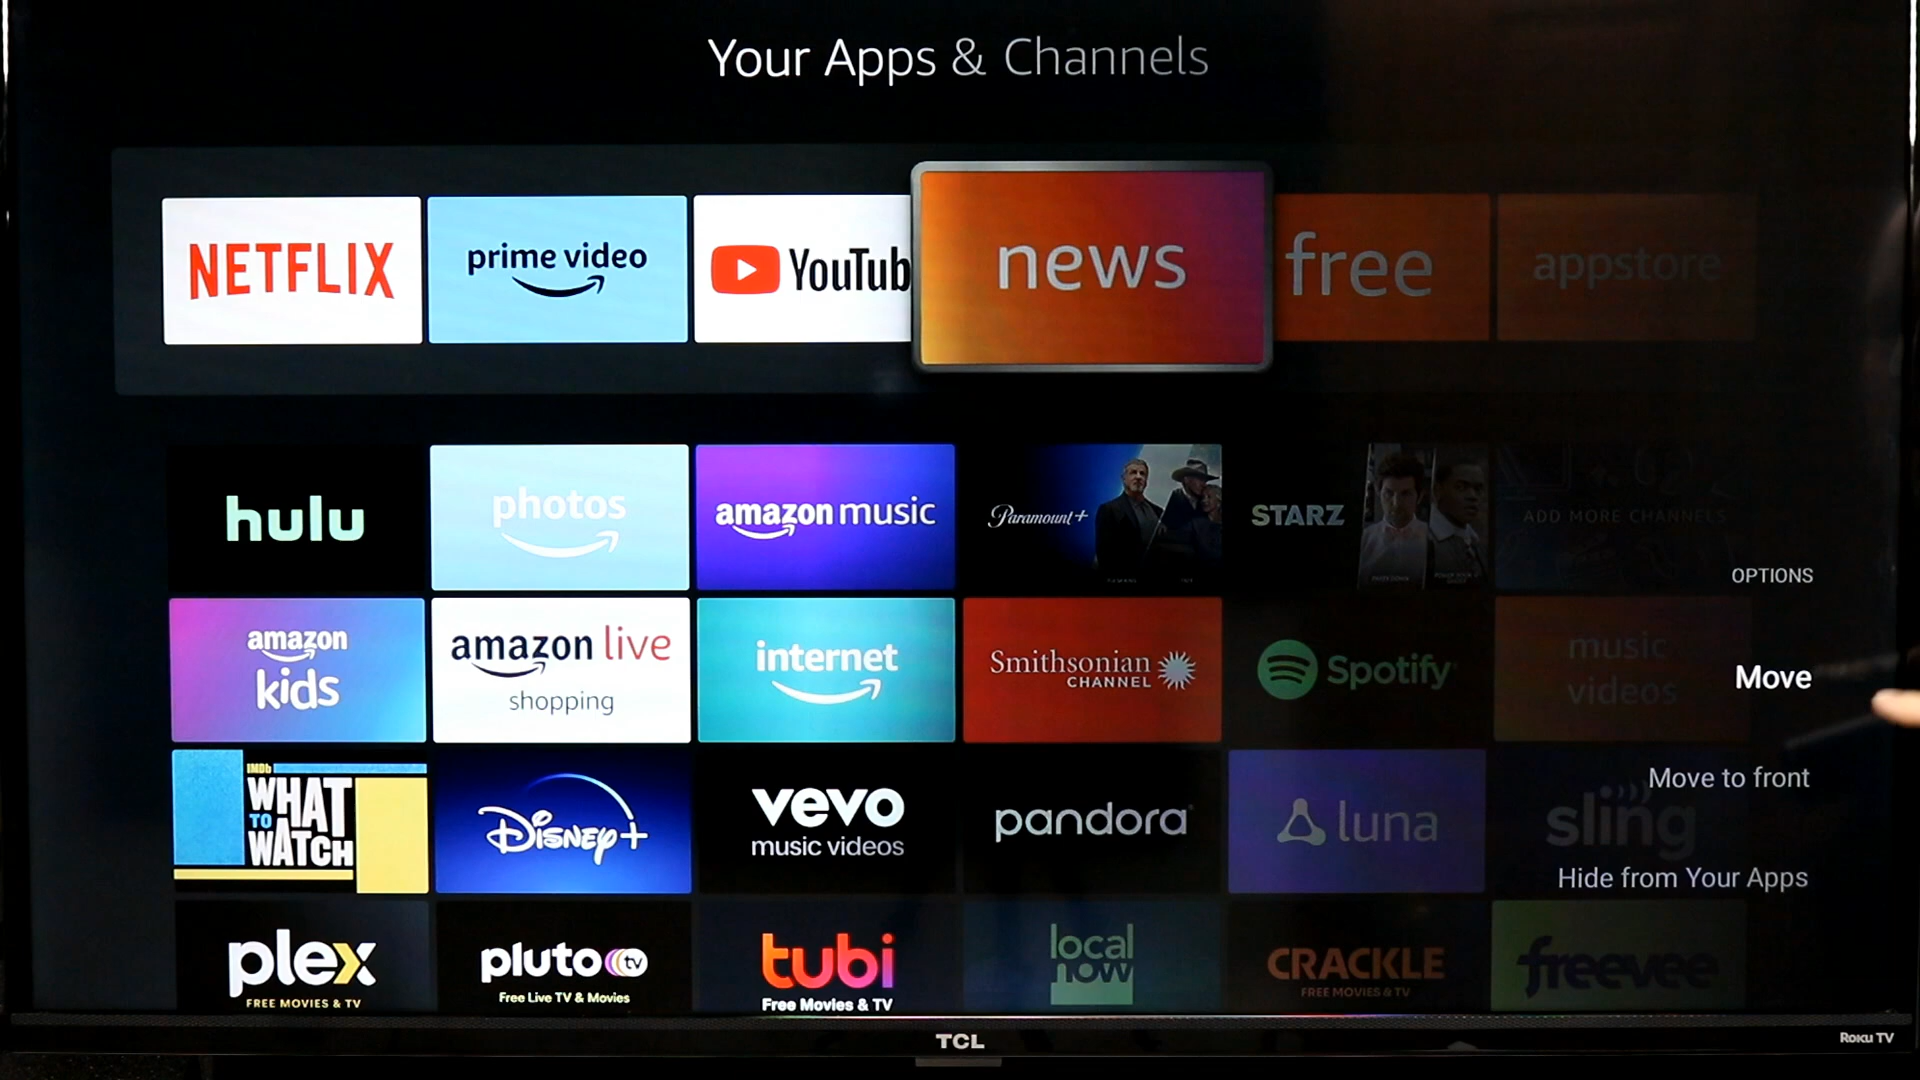 Your Apps & Channels
NETFLIX
prime video
YouTub
news
free
appstore
hulu
photos
amazon music
Paramount+
STARZ
ADD MORE CHANNELS
OPTIONS
amazon kids
amazon live
shopping
internet
Smithsonian
CHANNEL
Spotify
music
videos
Move
IMDb
WHAT
TO
WATCH
Disney+
vevo
music videos
pandora
luna
sling
Move to front
Hide from Your Apps
plex
FREE MOVIES & TV
pluto tv
Free Live TV & Movies
tubi
Free Movies & TV
local
now
CRACKLE
FREE MOVIES & TV
freevee
TCL
Roku TV